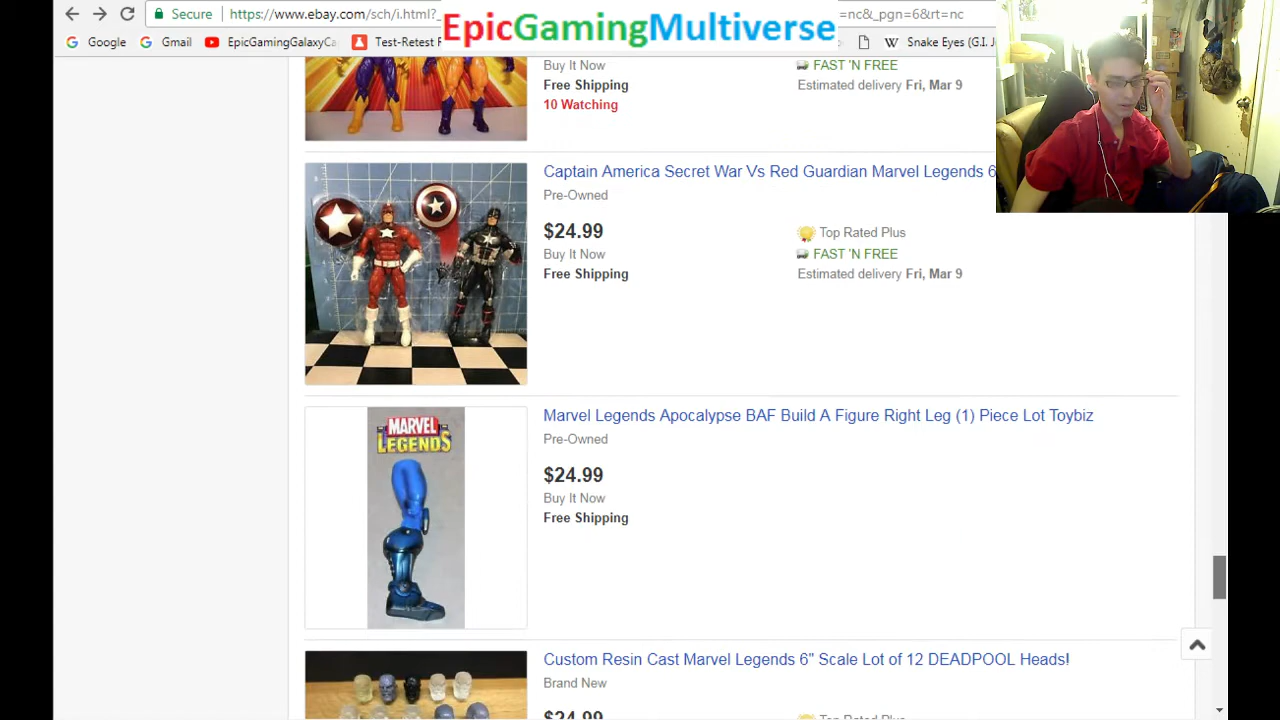 Secure
https://www.ebay.com/sch/i.html?_
=nc&_pgn=6&rt=nc
EpicGamingMultiverse
Google
Gmail
EpicGamingGalaxyCa
Test-Retest
Snake Eyes (G.I. J
Buy It Now
FAST 'N FREE
Free Shipping
Estimated delivery Fri, Mar 9
10 Watching
Captain America Secret War Vs Red Guardian Marvel Legends 6
Pre-Owned
$24.99
Top Rated Plus
Buy It Now
FAST 'N FREE
Free Shipping
Estimated delivery Fri, Mar 9
Marvel Legends Apocalypse BAF Build A Figure Right Leg (1) Piece Lot Toybiz
MARVEL
LEGENDS
Pre-Owned
$24.99
Buy It Now
Free Shipping
Custom Resin Cast Marvel Legends 6" Scale Lot of 12 DEADPOOL Heads!
Brand New
$24.99
Top Rated Plus